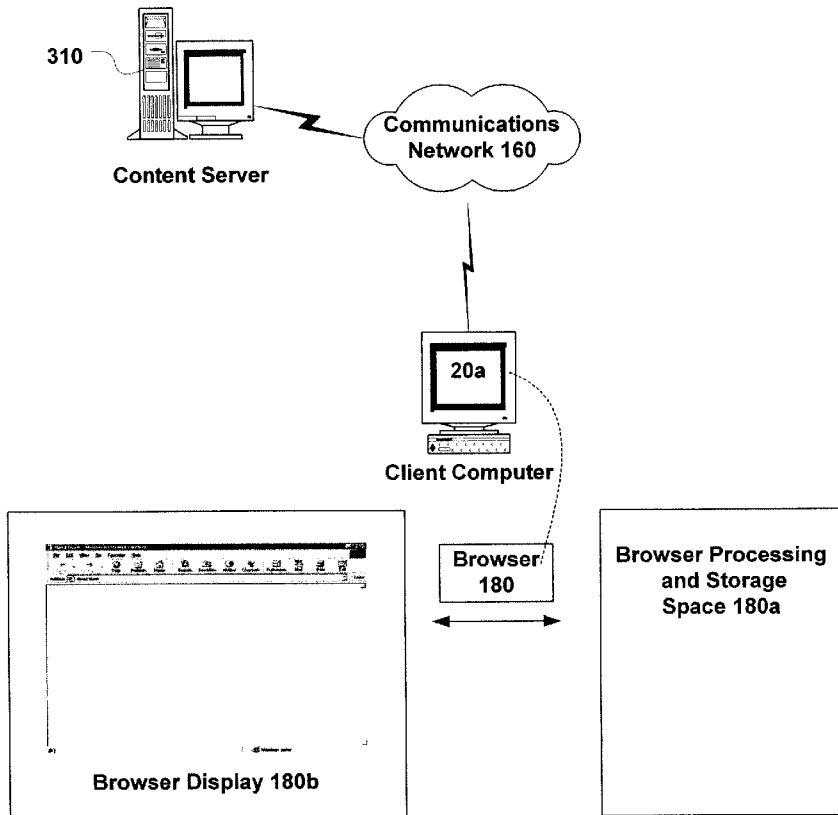 310
Content Server
Communications
Network 160
20a
Client Computer
Browser
180
Browser Processing
and Storage
Space 180a
Browser Display 180b